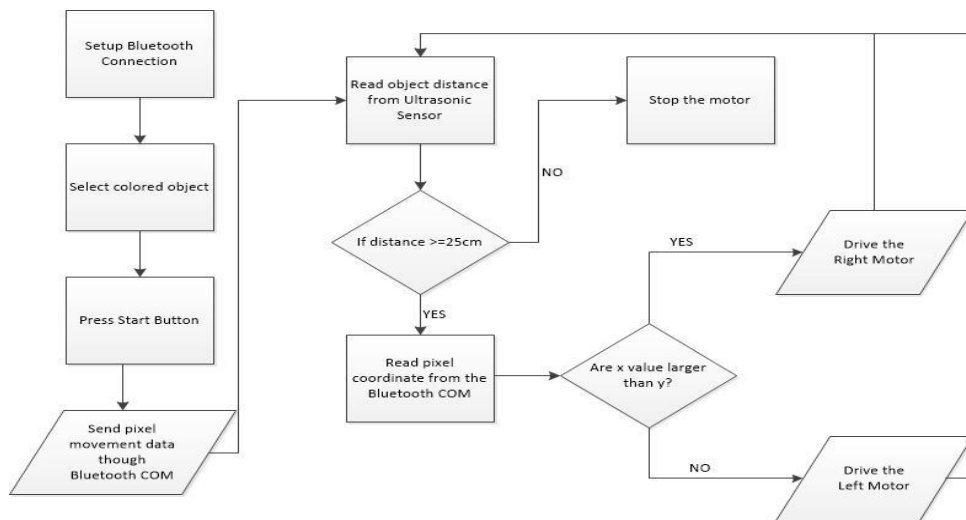 Setup Bluetooth
Connection
Select colored object
Press Start Button
Send pixel
movement data
though
Bluetooth COM
Read object distance
from Ultrasonic
Sensor
If distance >=25cm
NO
Stop the motor
YES
Read pixel
coordinate from the
Bluetooth COM
Are x value larger
than y?
YES
Drive the
Right Motor
NO
Drive the
Left Motor